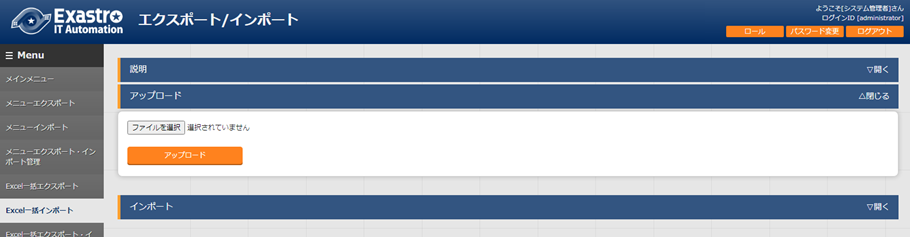 Exastro
IT Automation
エクスポート/インポート
ようこそ[システム管理者]さん
ログインID [administrator]
ロール
パスワード変更
ログアウト
Menu
メインメニュー
メニューエクスポート
メニューインポート
メニューエクスポート・イン
ポート管理
Excel一括エクスポート
Excel一括インポート
Excel一括エクスポート・イ
説明
▽開く
アップロード
△閉じる
ファイルを選択 選択されていません
アップロード
インポート
▽開く